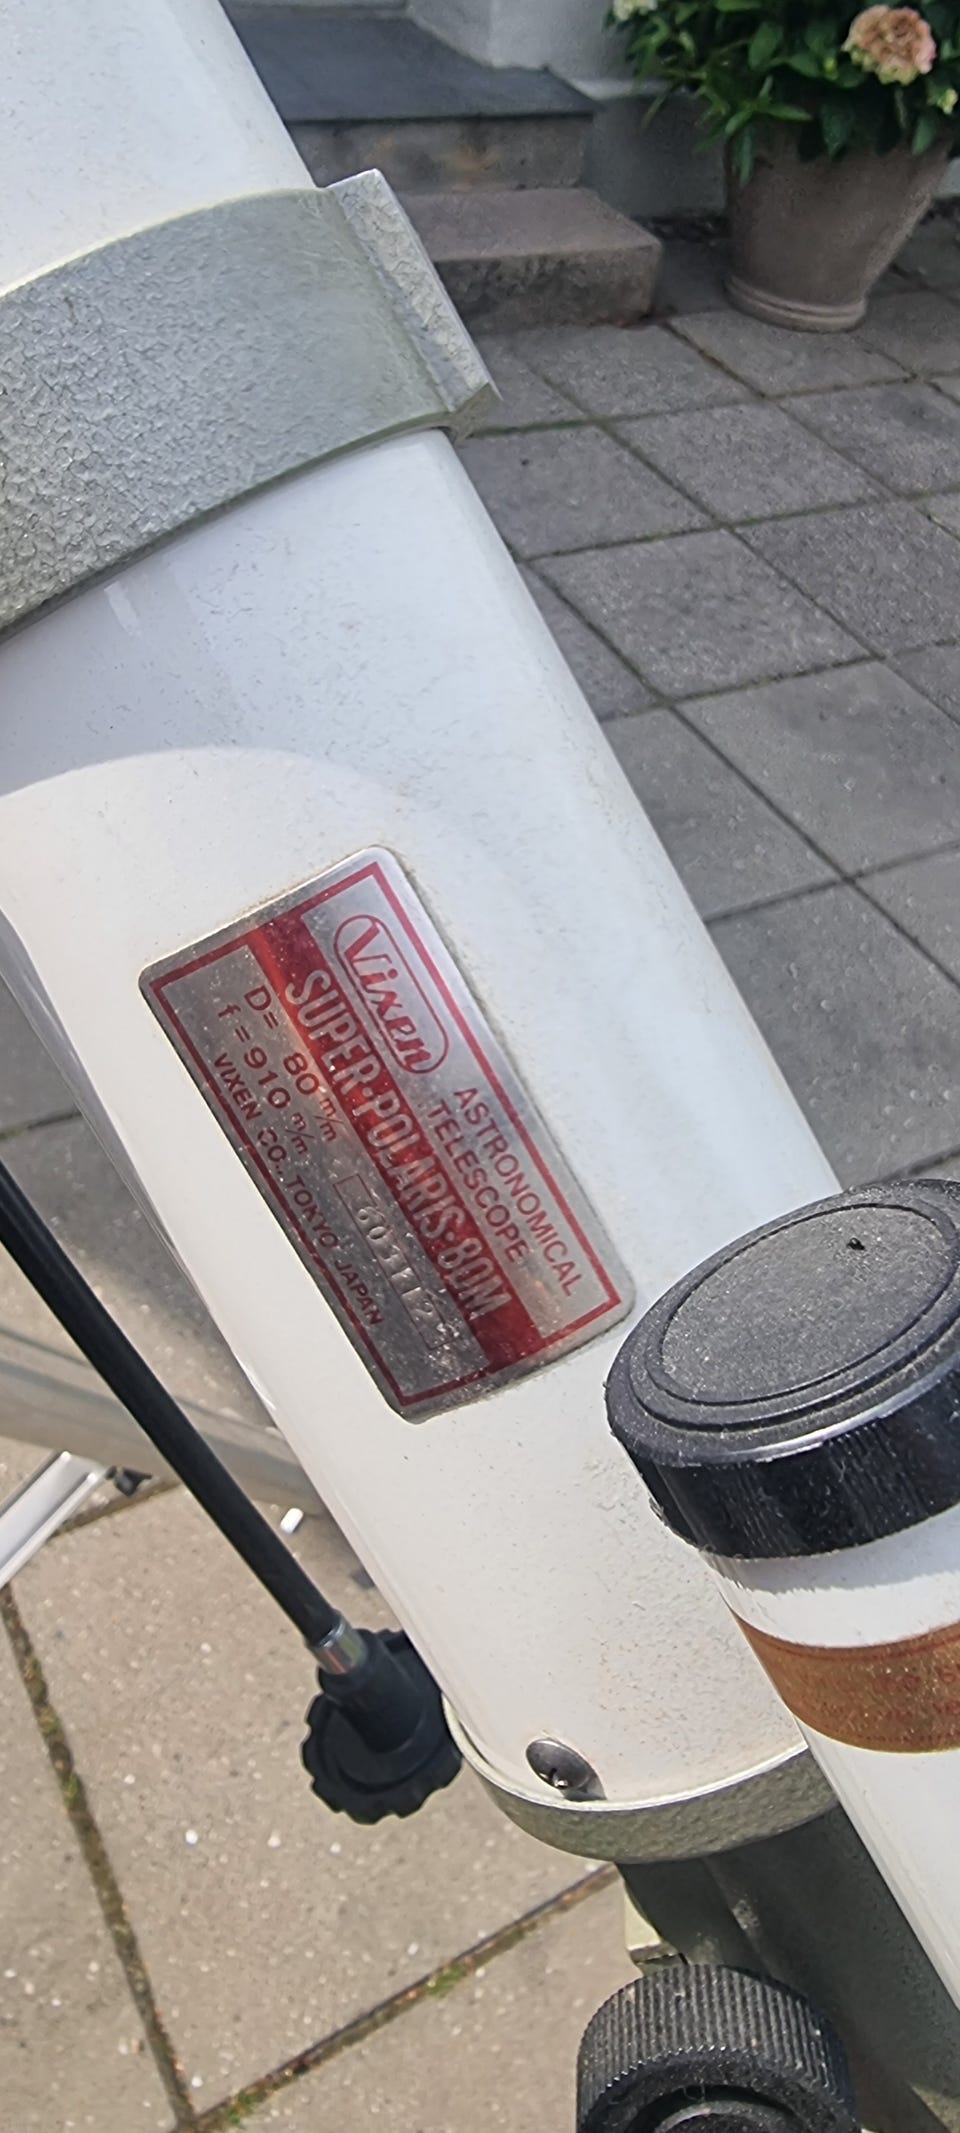 Vixen
ASTRONOMICAL
TELESCOPE
SUPER·POLARIS·80M
D= 80 m/m
f=910 m/m
VIXEN CO., TOKYO JAPAN